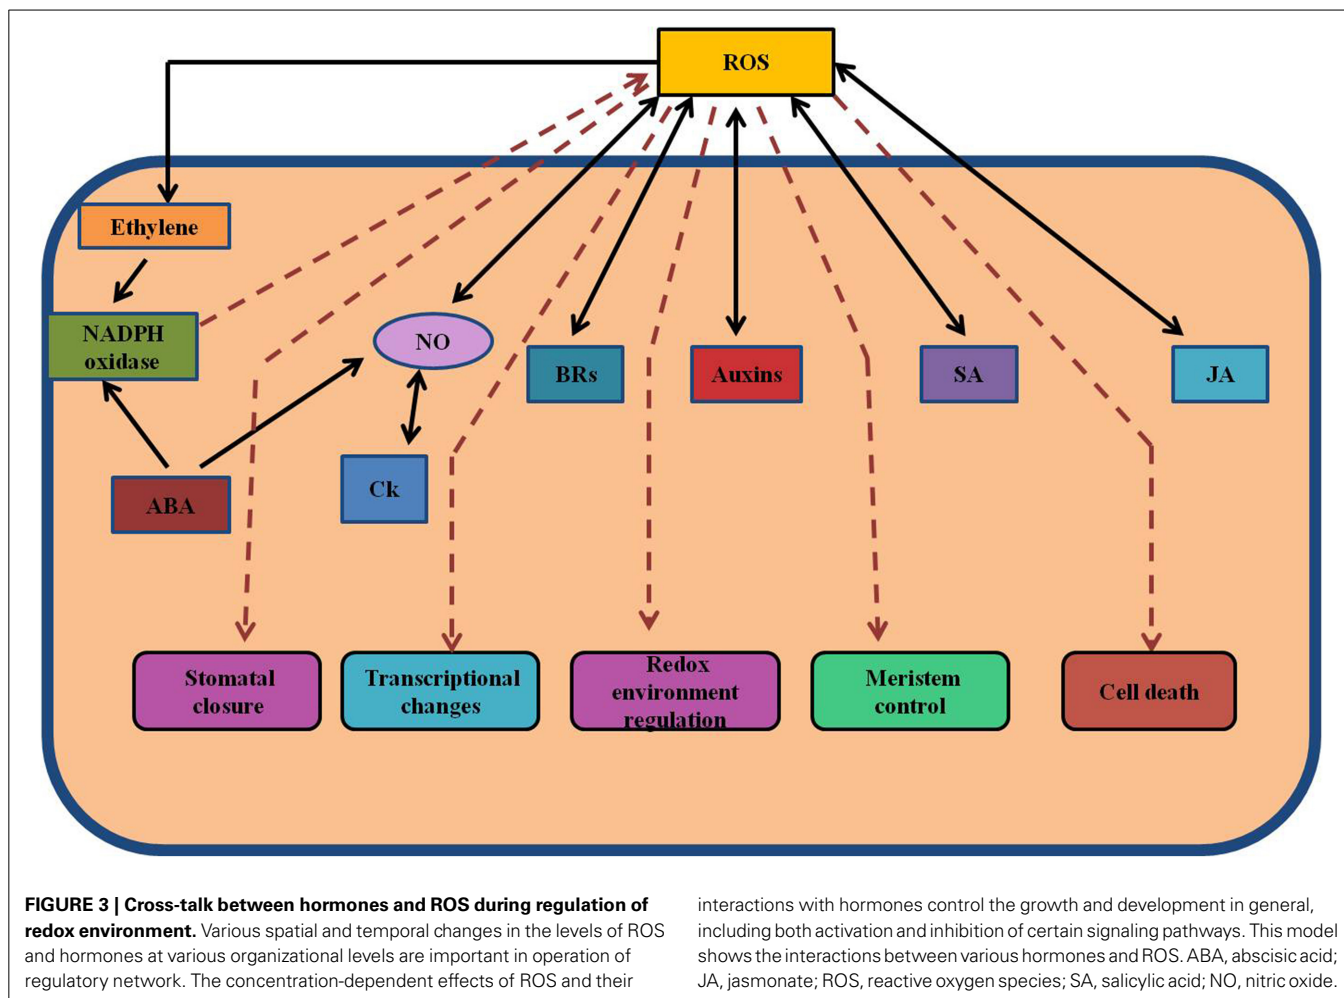 ROS
Ethylene
NADPH
oxidase
NO
BRs
Auxins
SA
JA
ABA
Ck
Stomatal
closure
Transcriptional
changes
Redox
environment
regulation
Meristem
control
Cell death
FIGURE 3 | Cross-talk between hormones and ROS during regulation of
redox environment. Various spatial and temporal changes in the levels of ROS
and hormones at various organizational levels are important in operation of
regulatory network. The concentration-dependent effects of ROS and their
interactions with hormones control the growth and development in general,
including both activation and inhibition of certain signaling pathways. This model
shows the interactions between various hormones and ROS. ABA, abscisic acid;
JA, jasmonate; ROS, reactive oxygen species; SA, salicylic acid; NO, nitric oxide.